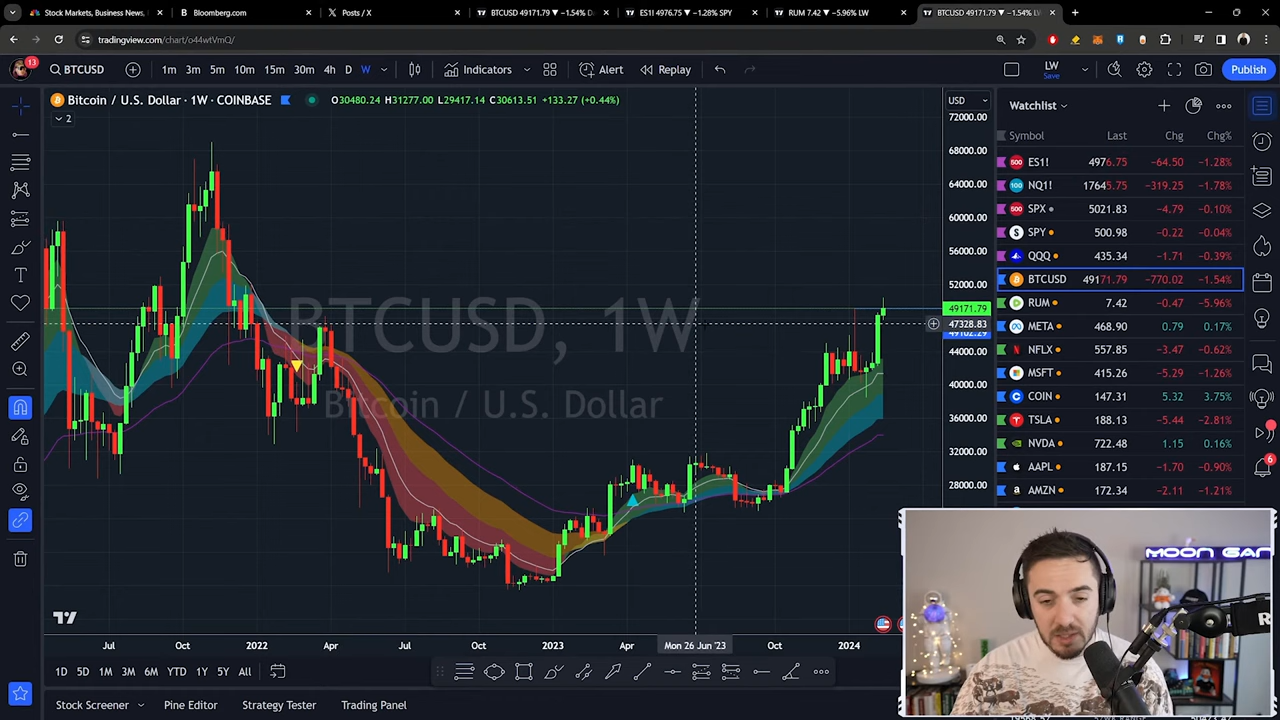 Stock Markets, Business News,
Bloomberg.com
Posts / X
BTCUSD 49171.79 ▼ −1.54% D
ES1! 4976.75 ▼ −1.28% SPY
RUM 7.42 ▼ −5.96% LW
BTCUSD 49171.79 ▼ −1.54% L
tradingview.com/chart/o44wtVmQ/
13
BTCUSD
1m 3m 5m 10m 15m 30m 4h D W
Indicators
Alert
Replay
LW
Save
Publish
Bitcoin / U.S. Dollar · 1W · COINBASE
O30480.24 H31277.00 L29417.14 C30613.51 +133.27 (+0.44%)
2
USD
Watchlist
Symbol Last Chg Chg%
ES1! 4976.75 −64.50 −1.28%
NQ1! 17645.75 −319.25 −1.78%
SPX 5021.83 −4.79 −0.10%
SPY 500.98 −0.22 −0.04%
QQQ 435.34 −1.71 −0.39%
BTCUSD 49171.79 −770.02 −1.54%
RUM 7.42 −0.47 −5.96%
META 468.90 0.79 0.17%
NFLX 557.85 −3.47 −0.62%
MSFT 415.26 −5.29 −1.26%
COIN 147.31 5.32 3.75%
TSLA 188.13 −5.44 −2.81%
NVDA 722.48 1.15 0.16%
AAPL 187.15 −1.70 −0.90%
AMZN 172.34 −2.11 −1.21%
72000.00
68000.00
64000.00
60000.00
56000.00
52000.00
49171.79
47328.83
44000.00
40000.00
36000.00
32000.00
28000.00
BTCUSD, 1W
Bitcoin / U.S. Dollar
6
MOON GAN
Jul Oct 2022 Apr Jul Oct 2023 Apr Mon 26 Jun '23 Oct 2024
1D 5D 1M 3M 6M YTD 1Y 5Y All
Stock Screener
Pine Editor
Strategy Tester
Trading Panel